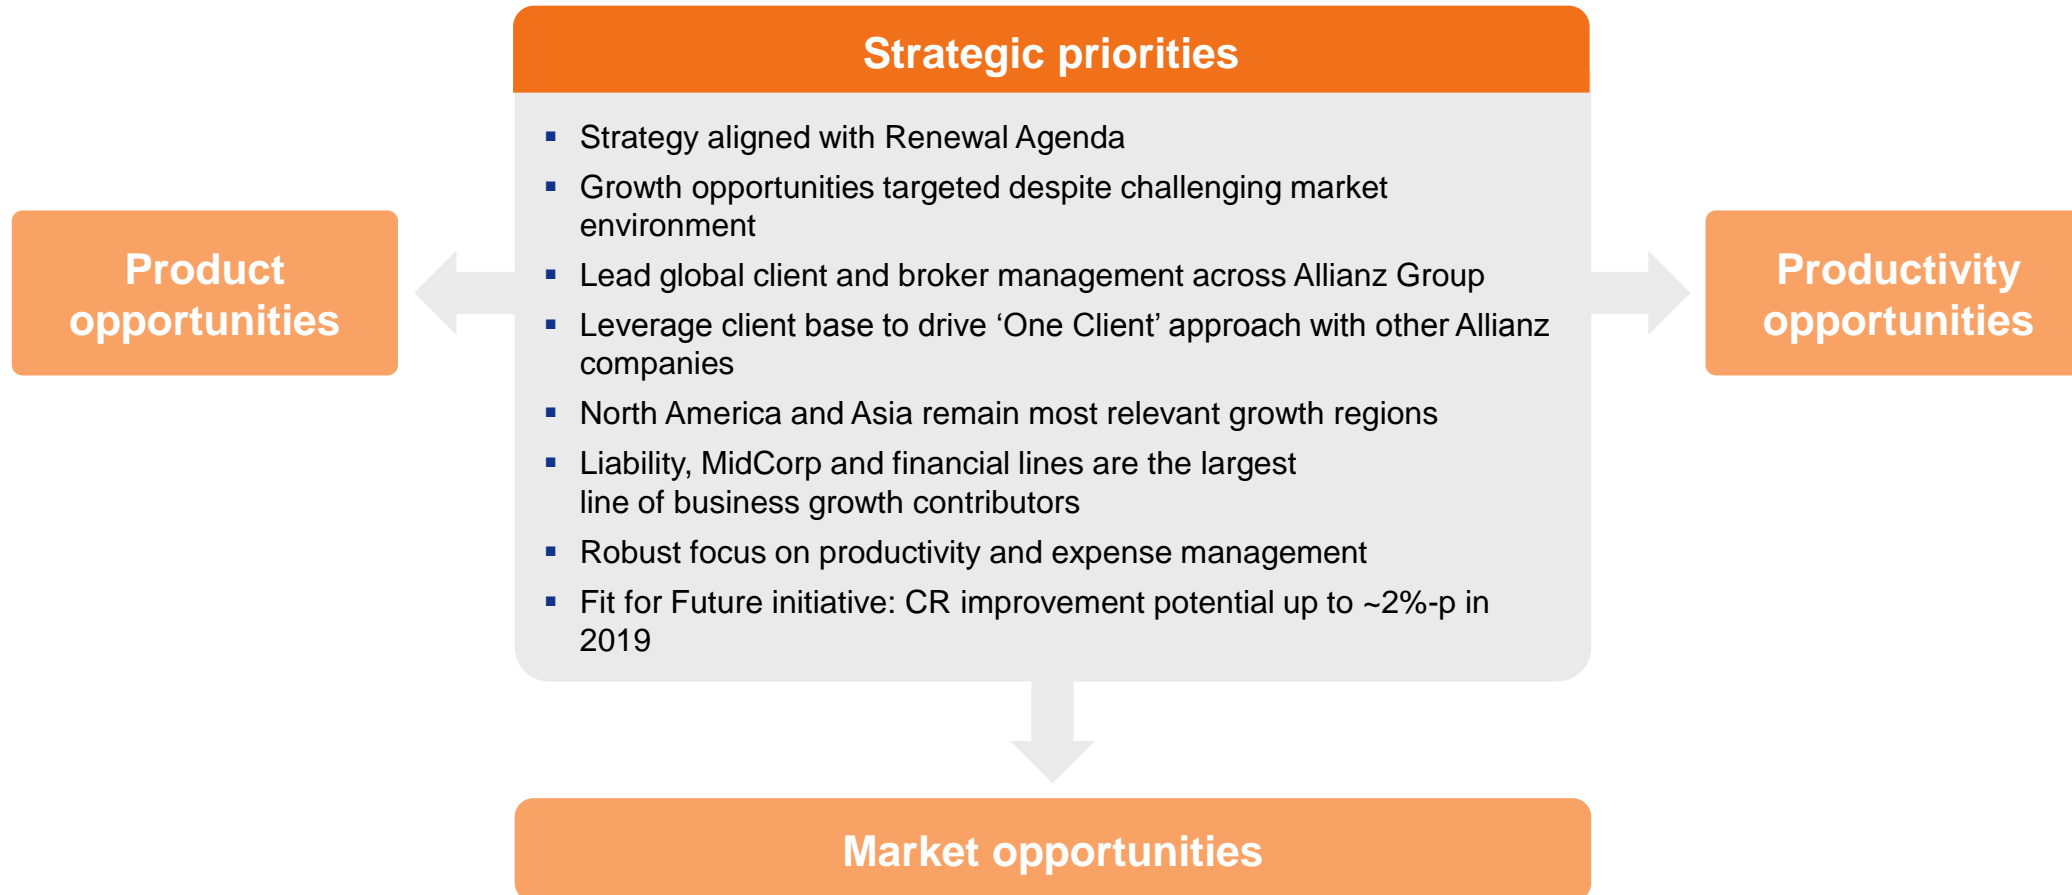 Strategic priorities
▪ Strategy aligned with Renewal Agenda
▪ Growth opportunities targeted despite challenging market
environment
▪ Lead global client and broker management across Allianz Group
▪ Leverage client base to drive ‘One Client’ approach with other Allianz
companies
▪ North America and Asia remain most relevant growth regions
▪ Liability, MidCorp and financial lines are the largest
line of business growth contributors
▪ Robust focus on productivity and expense management
▪ Fit for Future initiative: CR improvement potential up to ~2%-p in
2019
Product
opportunities
Productivity
opportunities
Market opportunities